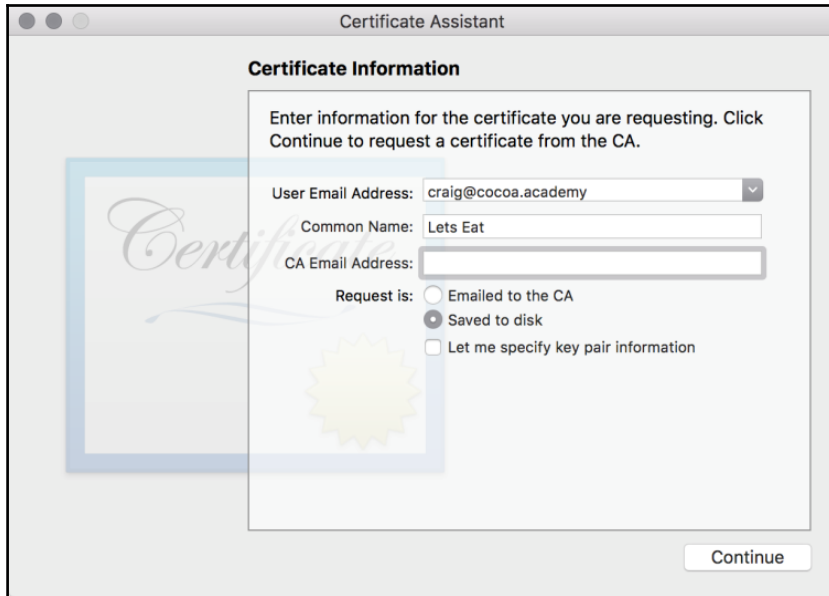 Certificate Assistant
Certificate Information
Enter information for the certificate you are requesting. Click
Continue to request a certificate from the CA.
Certificate
User Email Address: craig@cocoa.academy
Common Name: Lets Eat
CA Email Address:
Request is: Emailed to the CA
Saved to disk
Let me specify key pair information
Continue